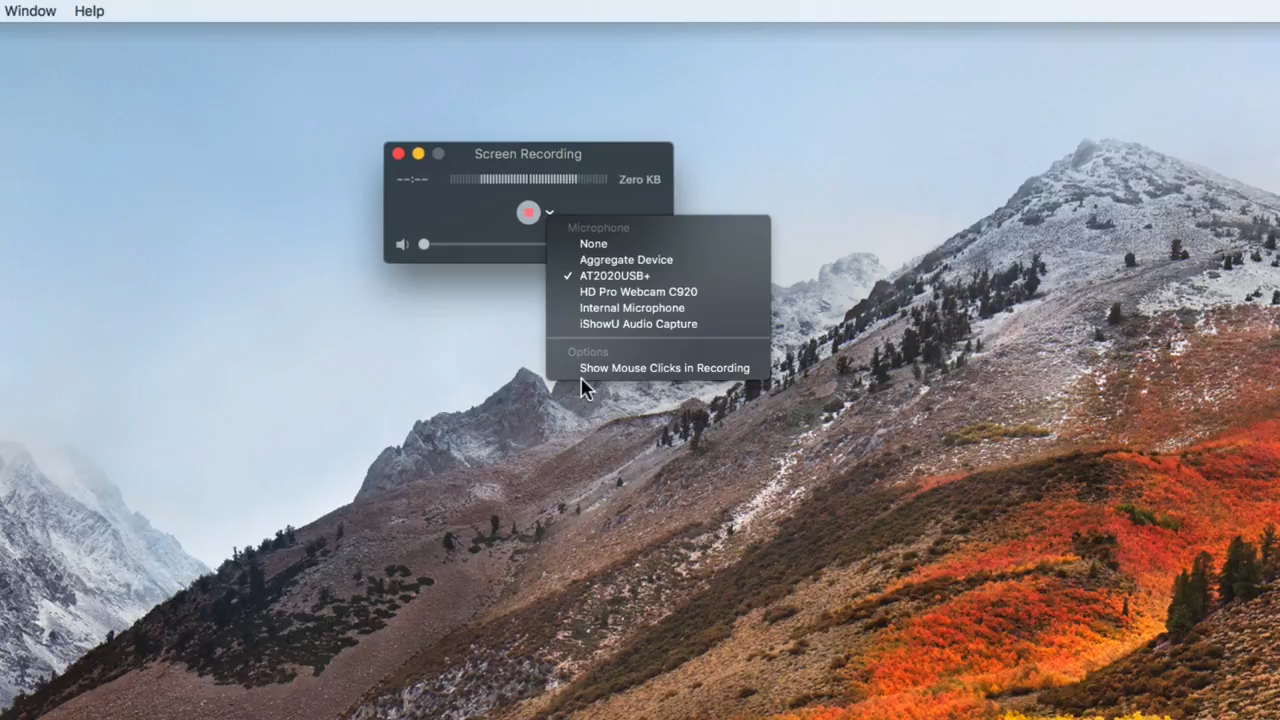 Window Help
Screen Recording
--:-- Zero KB
Microphone
None
Aggregate Device
✓ AT2020USB+
HD Pro Webcam C920
Internal Microphone
iShowU Audio Capture
Options
Show Mouse Clicks in Recording